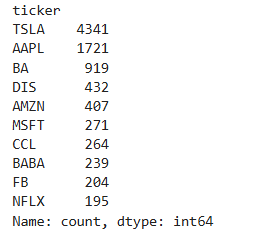 ticker
TSLA 4341
AAPL 1721
BA 919
DIS 432
AMZN 407
MSFT 271
CCL 264
BABA 239
FB 204
NFLX 195
Name: count, dtype: int64